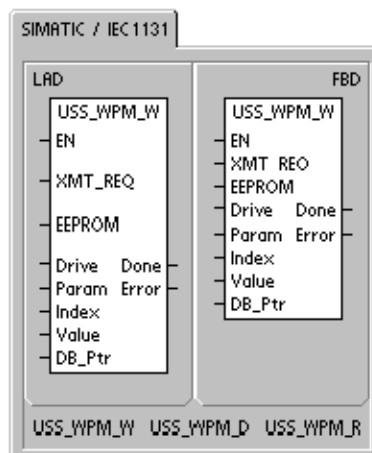 SIMATIC / IEC1131
LAD
USS_WPM_W
EN
XMT_REQ
EEPROM
Drive Done
Param Error
Index
Value
DB_Ptr
FBD
USS_WPM_W
EN
XMT REQ
EEPROM
Drive Done
Param Error
Index
Value
DB_Ptr
USS_WPM_W USS_WPM_D USS_WPM_R